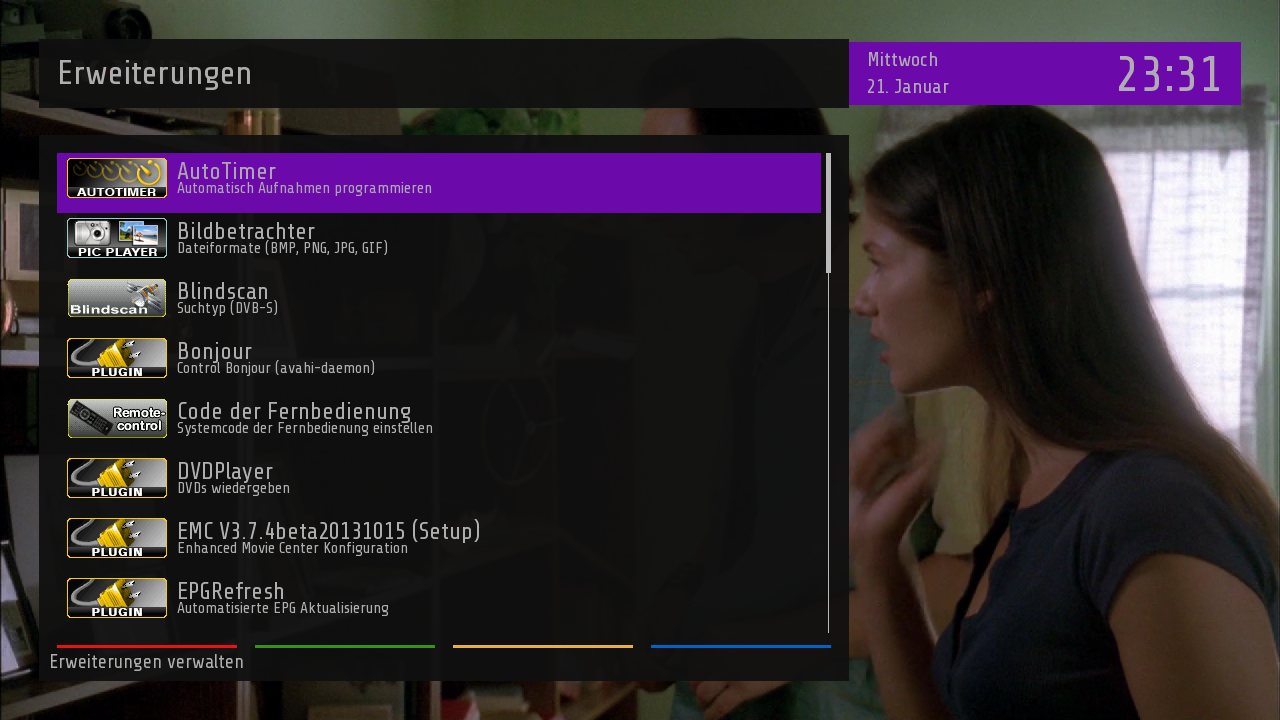 Erweiterungen
Mittwoch
21. Januar
23:31
AUTOTIMER
AutoTimer
Automatisch Aufnahmen programmieren
PIC PLAYER
Bildbetrachter
Dateiformate (BMP, PNG, JPG, GIF)
Blindscan
Blindscan
Suchtyp (DVB-S)
PLUGIN
Bonjour
Control Bonjour (avahi-daemon)
Remote-
control
Code der Fernbedienung
Systemcode der Fernbedienung einstellen
PLUGIN
DVDPlayer
DVDs wiedergeben
PLUGIN
EMC V3.7.4beta20131015 (Setup)
Enhanced Movie Center Konfiguration
PLUGIN
EPGRefresh
Automatisierte EPG Aktualisierung
Erweiterungen verwalten